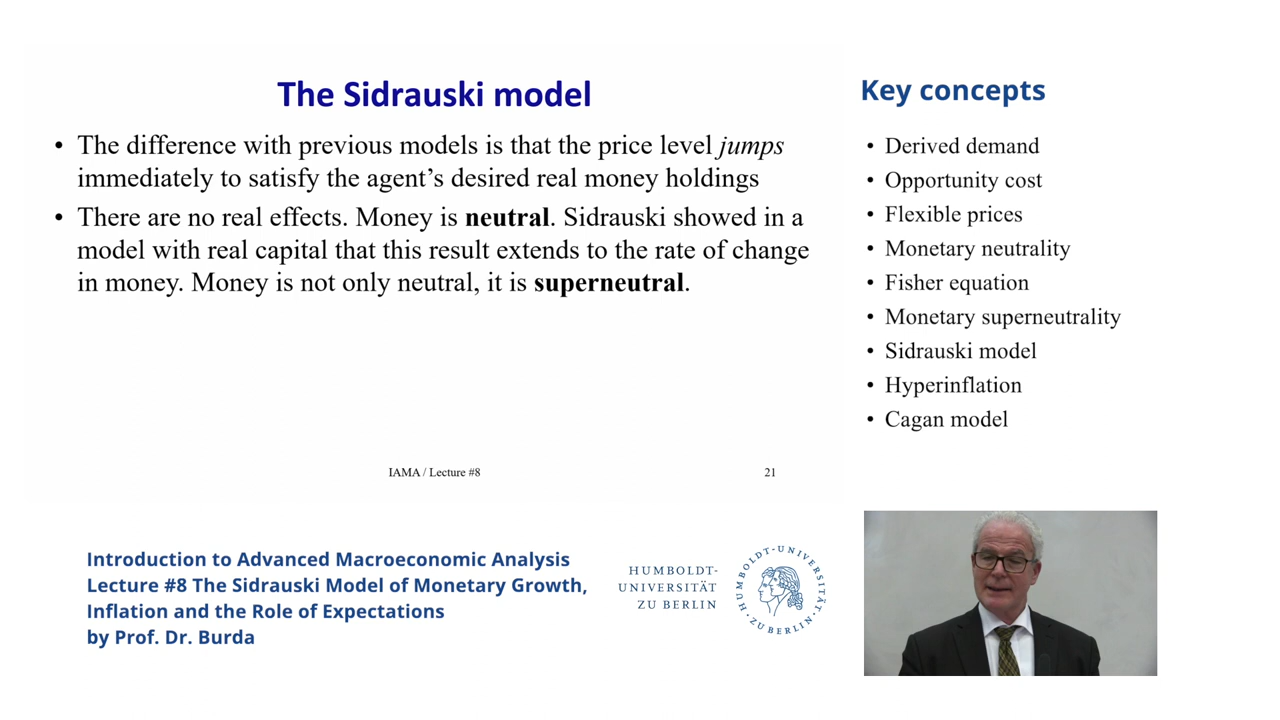 The Sidrauski model
• The difference with previous models is that the price level jumps
immediately to satisfy the agent’s desired real money holdings
• There are no real effects. Money is neutral. Sidrauski showed in a
model with real capital that this result extends to the rate of change
in money. Money is not only neutral, it is superneutral.
IAMA / Lecture #8
21
Key concepts
• Derived demand
• Opportunity cost
• Flexible prices
• Monetary neutrality
• Fisher equation
• Monetary superneutrality
• Sidrauski model
• Hyperinflation
• Cagan model
Introduction to Advanced Macroeconomic Analysis
Lecture #8 The Sidrauski Model of Monetary Growth,
Inflation and the Role of Expectations
by Prof. Dr. Burda
HUMBOLDT-
UNIVERSITÄT
ZU BERLIN
HUMBOLDT-UNIVERSITÄT
ZU BERLIN